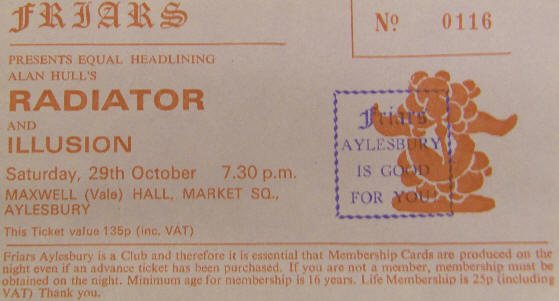 FRIARS
Nº 0116
PRESENTS EQUAL HEADLINING
ALAN HULL'S
RADIATOR
AND
ILLUSION
Saturday, 29th October 7.30 p.m.
MAXWELL (Vale) HALL, MARKET SQ.,
AYLESBURY
This Ticket value 135p (inc. VAT)
Friars
AYLESBURY
IS GOOD
FOR YOU!
Friars Aylesbury is a Club and therefore it is essential that Membership Cards are produced on the
night even if an advance ticket has been purchased. If you are not a member, membership must be
obtained on the night. Minimum age for membership is 16 years. Life Membership is 25p (including
VAT) Thank you.